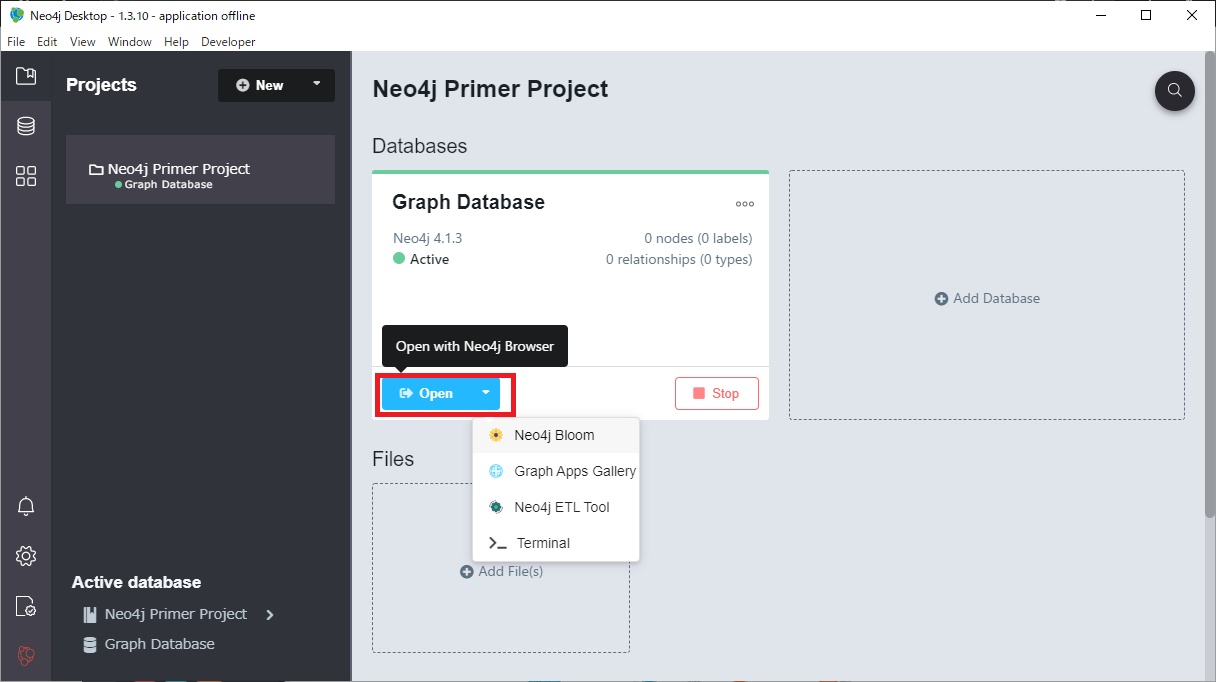 Neo4j Desktop - 1.3.10 - application offline
File Edit View Window Help Developer
Projects
New
Neo4j Primer Project
Graph Database
Active database
Neo4j Primer Project
Graph Database
Neo4j Primer Project
Databases
Graph Database
Neo4j 4.1.3
0 nodes (0 labels)
Active
0 relationships (0 types)
Open with Neo4j Browser
Open
Stop
Add Database
Neo4j Bloom
Graph Apps Gallery
Neo4j ETL Tool
Terminal
Files
Add File(s)